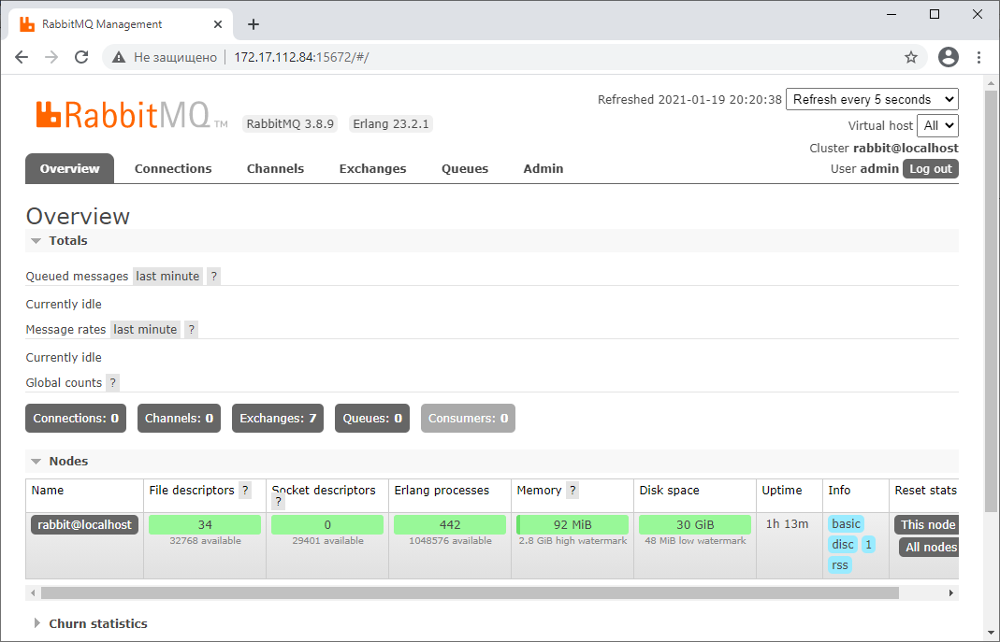 RabbitMQ Management
Не защищено
172.17.112.84:15672/#/
RabbitMQ TM
RabbitMQ 3.8.9
Erlang 23.2.1
Refreshed 2021-01-19 20:20:38
Refresh every 5 seconds
Virtual host All
Cluster rabbit@localhost
User admin Log out
Overview Connections Channels Exchanges Queues Admin
Overview
Totals
Queued messages last minute ?
Currently idle
Message rates last minute ?
Currently idle
Global counts ?
Connections: 0 Channels: 0 Exchanges: 7 Queues: 0 Consumers: 0
Nodes
Name File descriptors ? Socket descriptors ? Erlang processes Memory ? Disk space Uptime Info Reset stats
rabbit@localhost 34 0 442 92 MiB 30 GiB 1h 13m basic This node
32768 available 29401 available 1048576 available 2.8 GiB high watermark 48 MiB low watermark
disc 1 All nodes
rss
Churn statistics